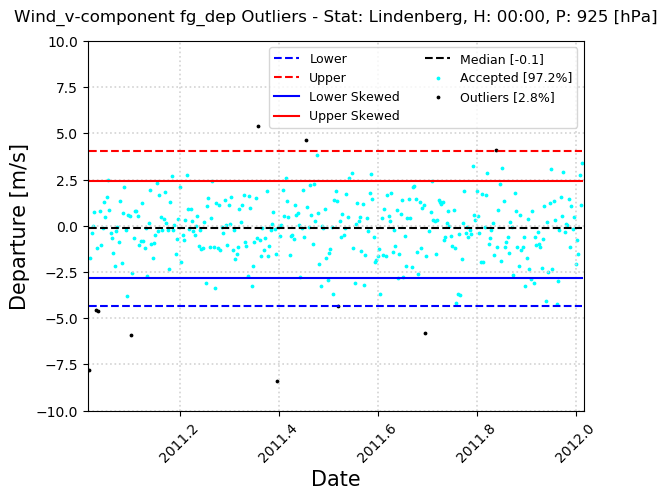 Wind_v-component fg_dep Outliers - Stat: Lindenberg, H: 00:00, P: 925 [hPa]
Lower
Upper
Lower Skewed
Upper Skewed
Median [-0.1]
Accepted [97.2%]
Outliers [2.8%]
Departure [m/s]
10.0
7.5
5.0
2.5
0.0
−2.5
−5.0
−7.5
−10.0
2011.2
2011.4
2011.6
2011.8
2012.0
Date